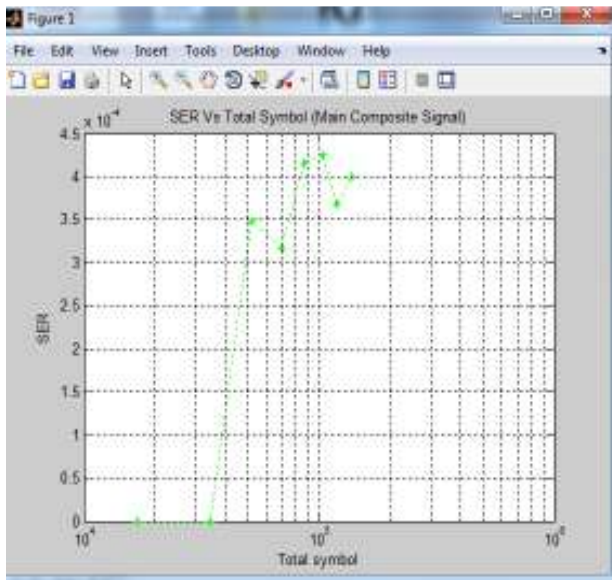 Figure 1
File Edit View Insert Tools Desktop Window Help
x 10^-4
SER Vs Total Symbol (Main Composite Signal)
4.5
4
3.5
3
2.5
2
1.5
1
0.5
0
SER
10^4 10^5 10^6
Total symbol